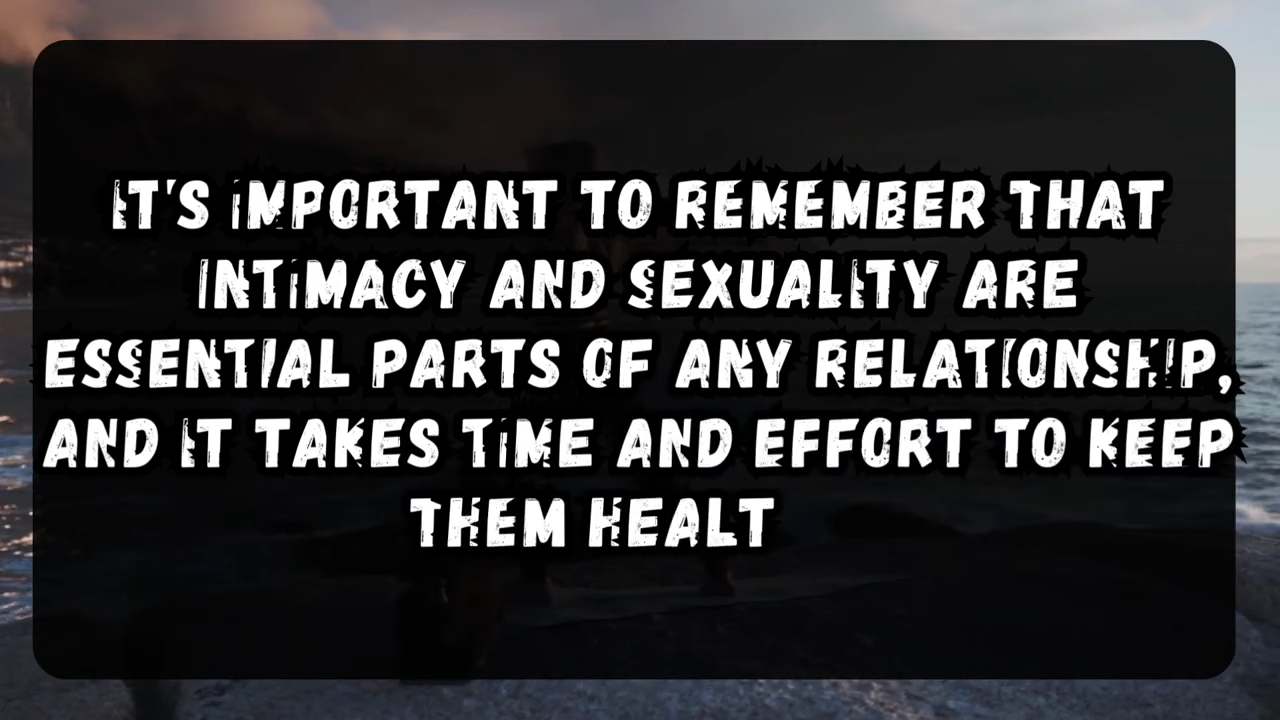 IT'S IMPORTANT TO REMEMBER THAT
INTIMACY AND SEXUALITY ARE
ESSENTIAL PARTS OF ANY RELATIONSHIP,
AND IT TAKES TIME AND EFFORT TO KEEP
THEM HEALT